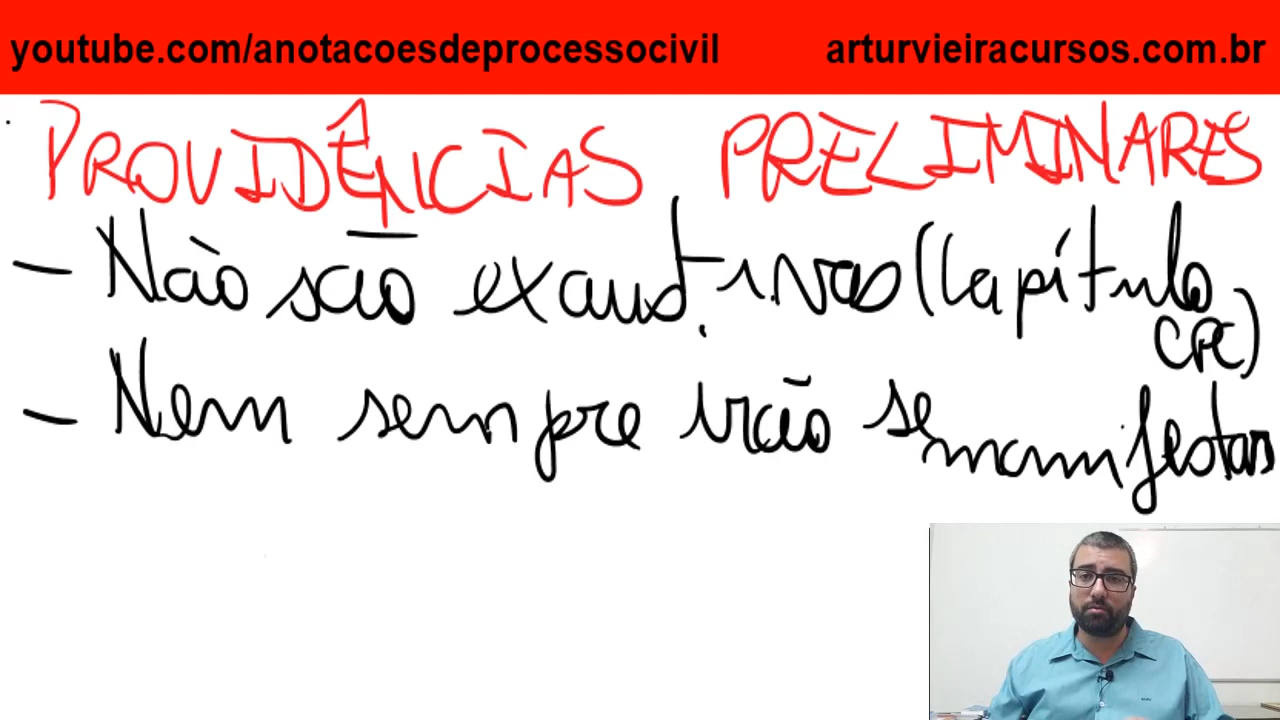 youtube.com/anotacoesdeprocessocivil arturvieiracursos.com.br
PROVIDÊNCIAS PRELIMINARES
- Não são exaustivas (Capítulo CPC)
- Nem sempre irão se manifestar